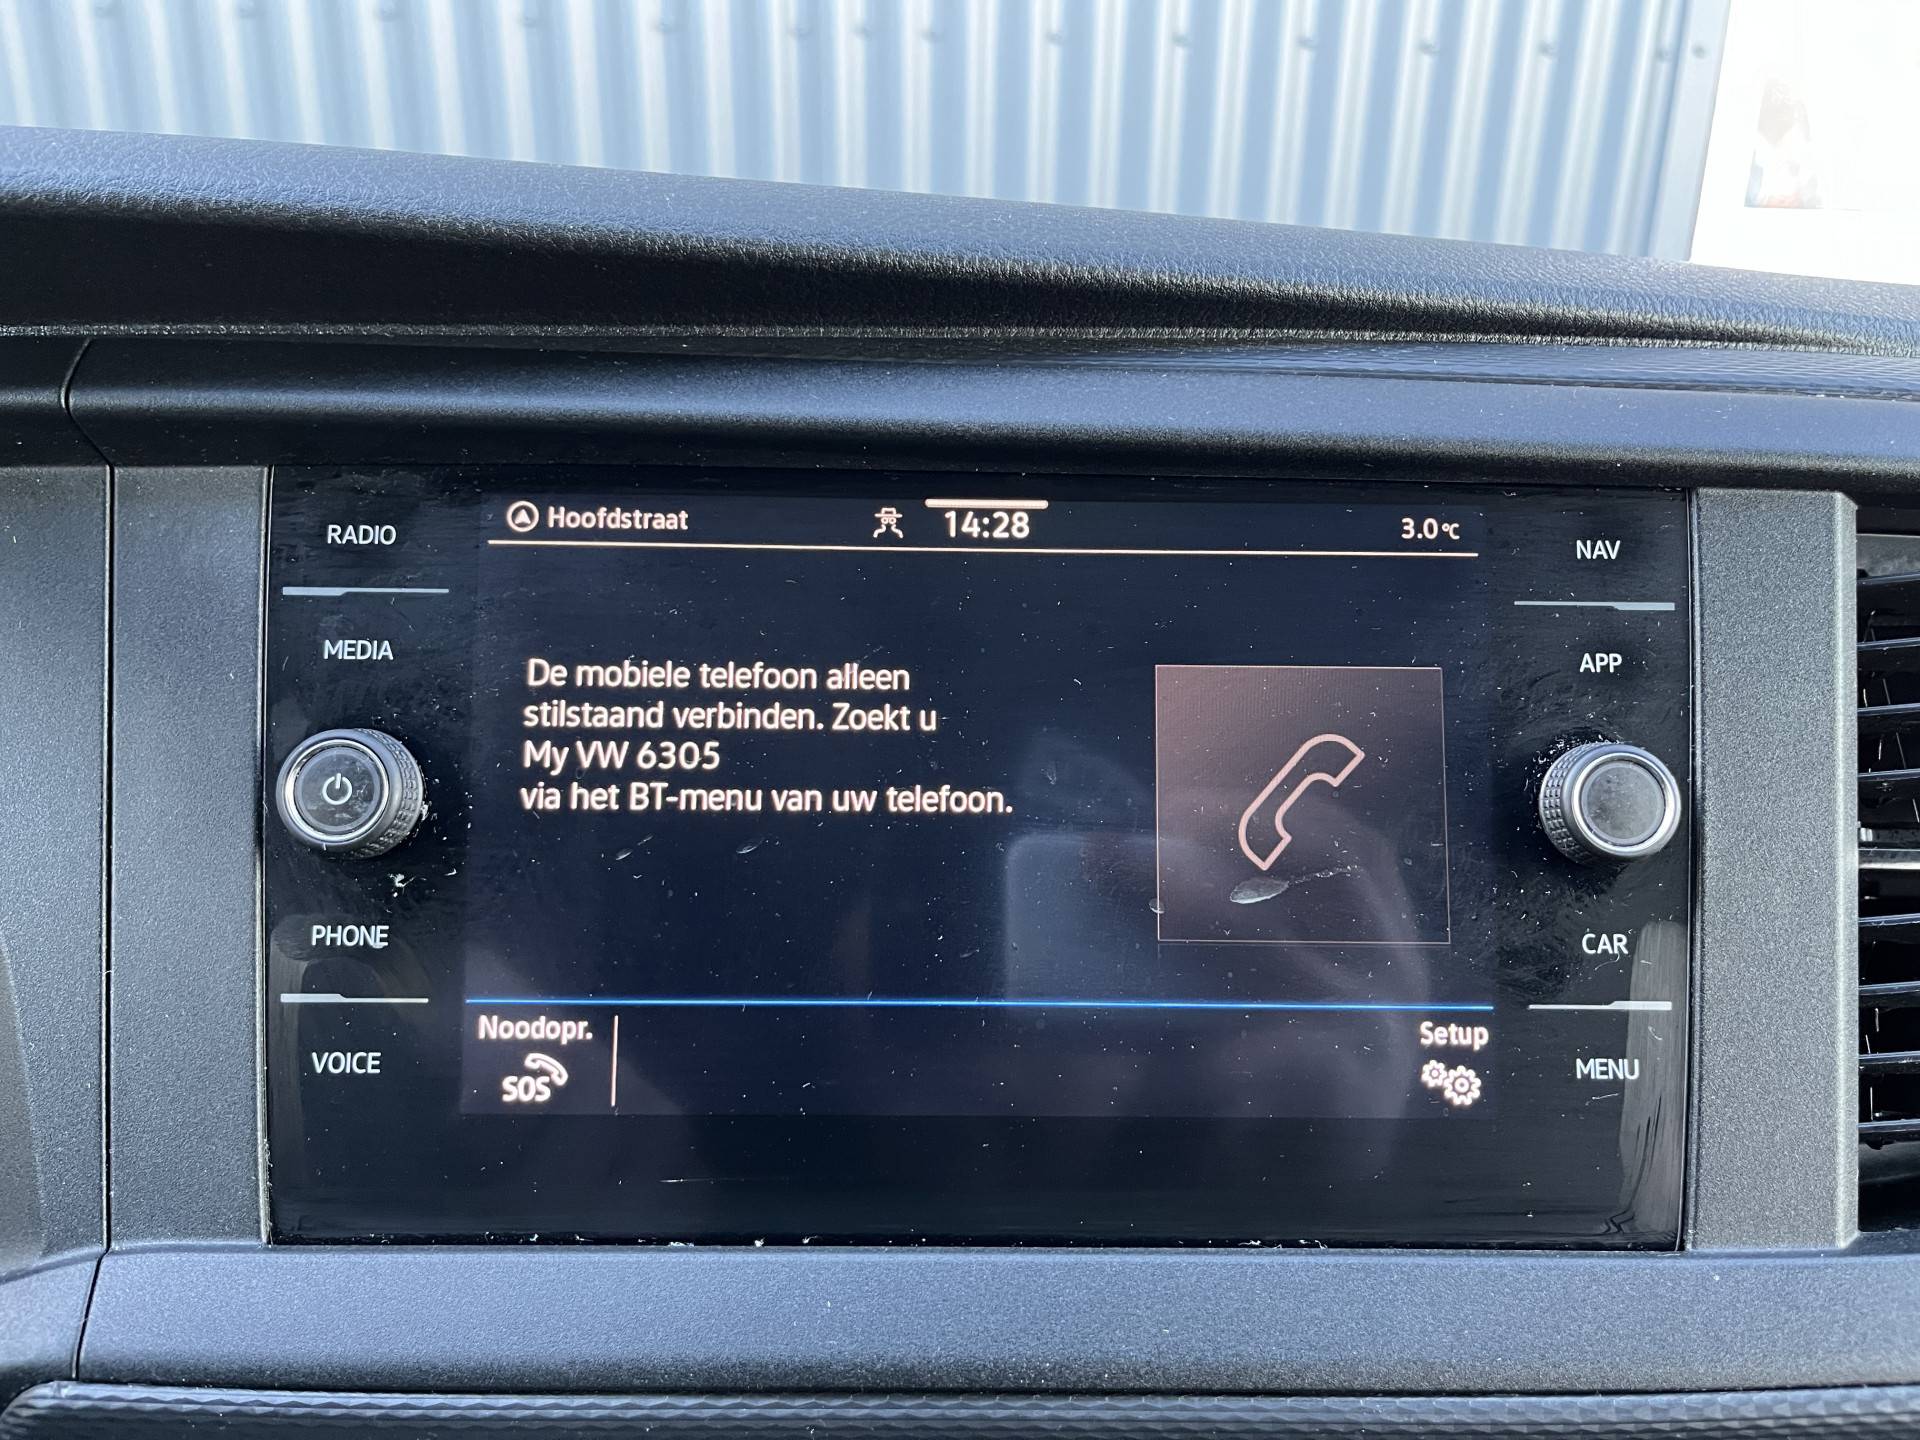 RADIO
MEDIA
PHONE
VOICE
Hoofdstraat
14:28
3.0°C
De mobiele telefoon alleen
stilstaand verbinden. Zoekt u
My VW 6305
via het BT-menu van uw telefoon.
Noodopr.
SOS
Setup
NAV
APP
CAR
MENU